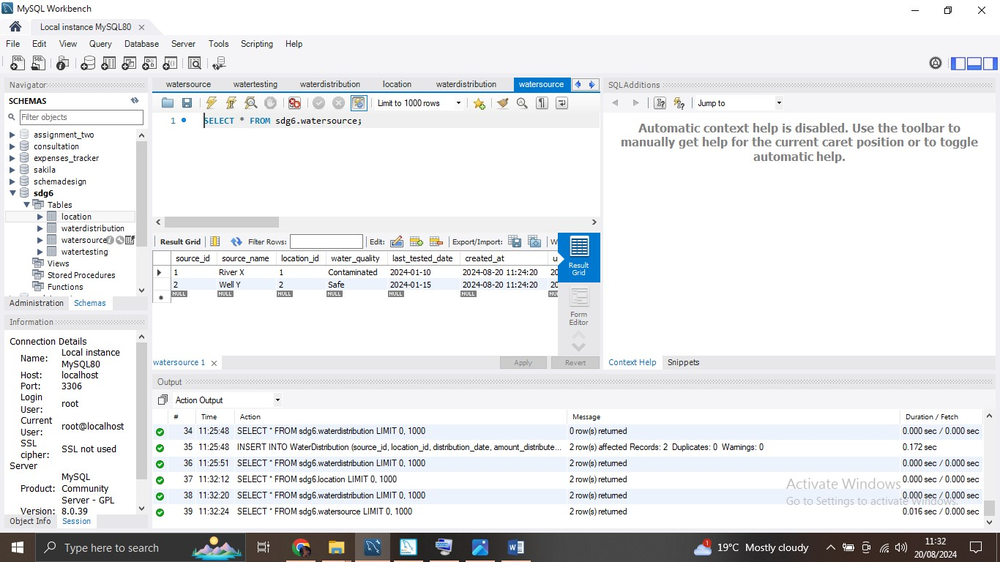 MySQL Workbench
Local instance MySQL80
File Edit View Query Database Server Tools Scripting Help
Navigator
SCHEMAS
Filter objects
assignment_two
consultation
expenses_tracker
sakila
schemadesign
sdg6
Tables
location
waterdistribution
watersource
watertesting
Views
Stored Procedures
Functions
Administration Schemas
Information
Connection Details
Name: Local instance MySQL80
Host: localhost
Port: 3306
Login User: root
Current User: root@localhost
SSL cipher: SSL not used
Server
Product: MySQL Community Server - GPL
Version: 8.0.39
Object Info Session
watersource watertesting waterdistribution location waterdistribution watersource
Limit to 1000 rows
1 SELECT * FROM sdg6.watersource;
Result Grid Filter Rows: Edit: Export/Import: W
source_id source_name location_id water_quality last_tested_date created_at u
1 River X 1 Contaminated 2024-01-10 2024-08-20 11:24:20 20
2 Well Y 2 Safe 2024-01-15 2024-08-20 11:24:20 20
NULL NULL NULL NULL NULL NULL NU
Result Grid
Form Editor
watersource 1 Apply Revert
SQLAdditions
Jump to
Automatic context help is disabled. Use the toolbar to
manually get help for the current caret position or to toggle
automatic help.
Context Help Snippets
Output
Action Output
# Time Action Message Duration / Fetch
34 11:25:48 SELECT * FROM sdg6.waterdistribution LIMIT 0, 1000 0 row(s) returned 0.000 sec / 0.000 sec
35 11:25:48 INSERT INTO WaterDistribution (source_id, location_id, distribution_date, amount_distribute... 2 row(s) affected Records: 2 Duplicates: 0 Warnings: 0 0.172 sec
36 11:25:51 SELECT * FROM sdg6.waterdistribution LIMIT 0, 1000 2 row(s) returned 0.000 sec / 0.000 sec
37 11:32:12 SELECT * FROM sdg6.location LIMIT 0, 1000 2 row(s) returned 0.000 sec / 0.000 sec
38 11:32:20 SELECT * FROM sdg6.waterdistribution LIMIT 0, 1000 2 row(s) returned 0.000 sec / 0.000 sec
39 11:32:24 SELECT * FROM sdg6.watersource LIMIT 0, 1000 2 row(s) returned 0.016 sec / 0.000 sec
Activate Windows
Go to Settings to activate Windows.
Type here to search
19°C Mostly cloudy
11:32
20/08/2024